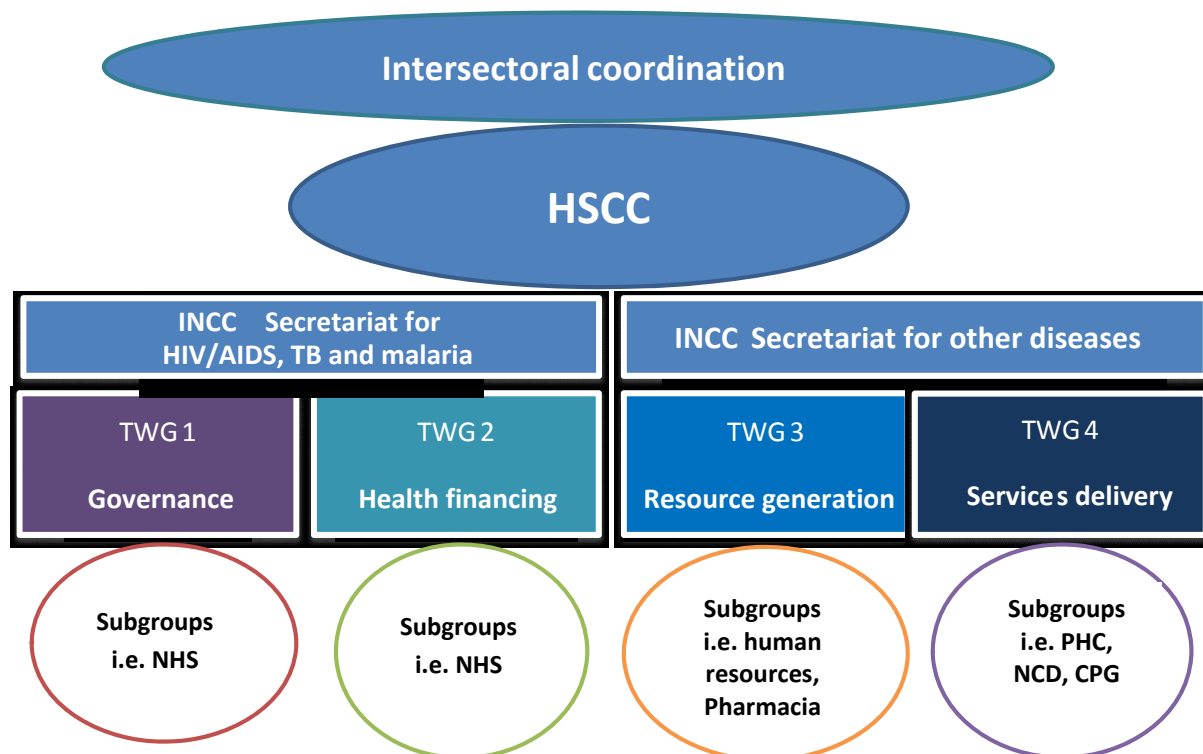 Intersectoral coordination
HSCC
INCC Secretariat for
HIV/AIDS, TB and malaria
INCC Secretariat for other diseases
TWG 1
Governance
TWG 2
Health financing
TWG 3
Resource generation
TWG 4
Services delivery
Subgroups
i.e. NHS
Subgroups
i.e. NHS
Subgroups
i.e. human
resources,
Pharmacia
Subgroups
i.e. PHC,
NCD, CPG